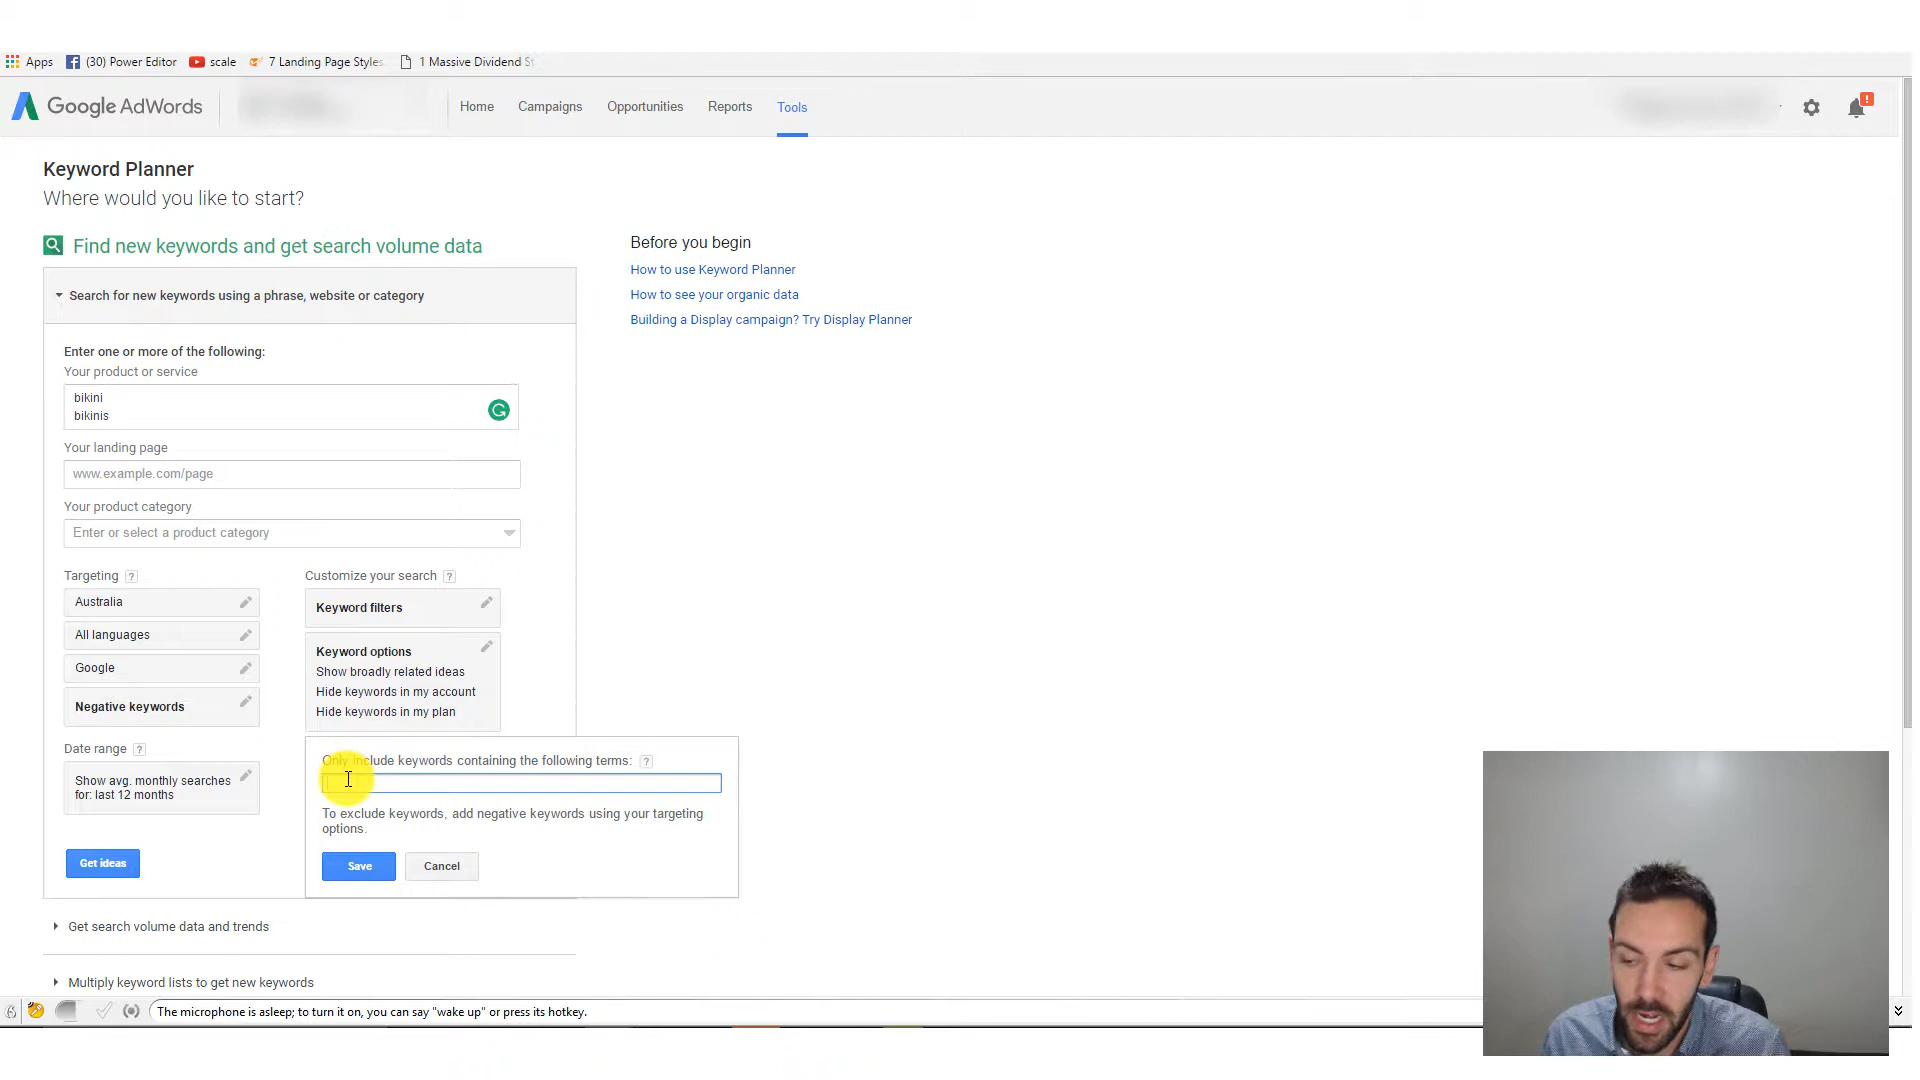 Apps (30) Power Editor scale 7 Landing Page Styles 1 Massive Dividend St
Google AdWords Home Campaigns Opportunities Reports Tools
Keyword Planner
Where would you like to start?
Find new keywords and get search volume data
Search for new keywords using a phrase, website or category
Enter one or more of the following:
Your product or service
bikini
bikinis
Your landing page
www.example.com/page
Your product category
Enter or select a product category
Targeting ?
Australia
All languages
Google
Negative keywords
Date range ?
Show avg. monthly searches
for: last 12 months
Get ideas
Customize your search ?
Keyword filters
Keyword options
Show broadly related ideas
Hide keywords in my account
Hide keywords in my plan
Only include keywords containing the following terms: ?
To exclude keywords, add negative keywords using your targeting
options.
Save Cancel
Get search volume data and trends
Multiply keyword lists to get new keywords
Before you begin
How to use Keyword Planner
How to see your organic data
Building a Display campaign? Try Display Planner
The microphone is asleep; to turn it on, you can say "wake up" or press its hotkey.